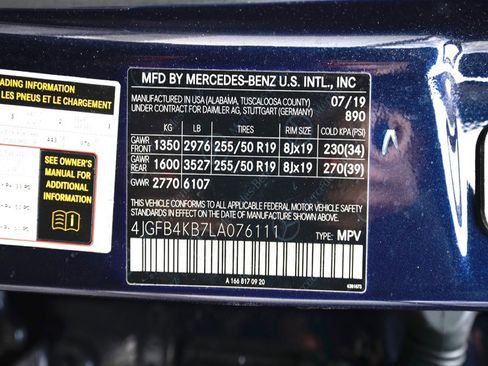 MFD BY MERCEDES-BENZ U.S. INTL., INC
MADE IN USA (ALABAMA, TUSCALOOSA COUNTY) 07/19
UNDER CONTRACT FOR DAIMLER AG, STUTTGART (GERMANY) 890
KG LB TIRES RIM SIZE COLD KPA (PSI)
GAWR FRONT 1350 2976 255/50 R19 8Jx19 230(34)
GAWR REAR 1600 3527 255/50 R19 8Jx19 270(39)
GWR 2770 6107
THIS VEHICLE CONFORMS TO ALL APPLICABLE FEDERAL MOTOR VEHICLE SAFETY
STANDARDS IN EFFECT ON THE DATE OF MANUFACTURE SHOWN ABOVE.
4JGFB4KB7LA076111 TYPE: MPV
A 166 817 09 20
ADING INFORMATION
LES PNEUS ET LE CHARGEMENT
SEE OWNER'S
MANUAL FOR
ADDITIONAL
INFORMATION